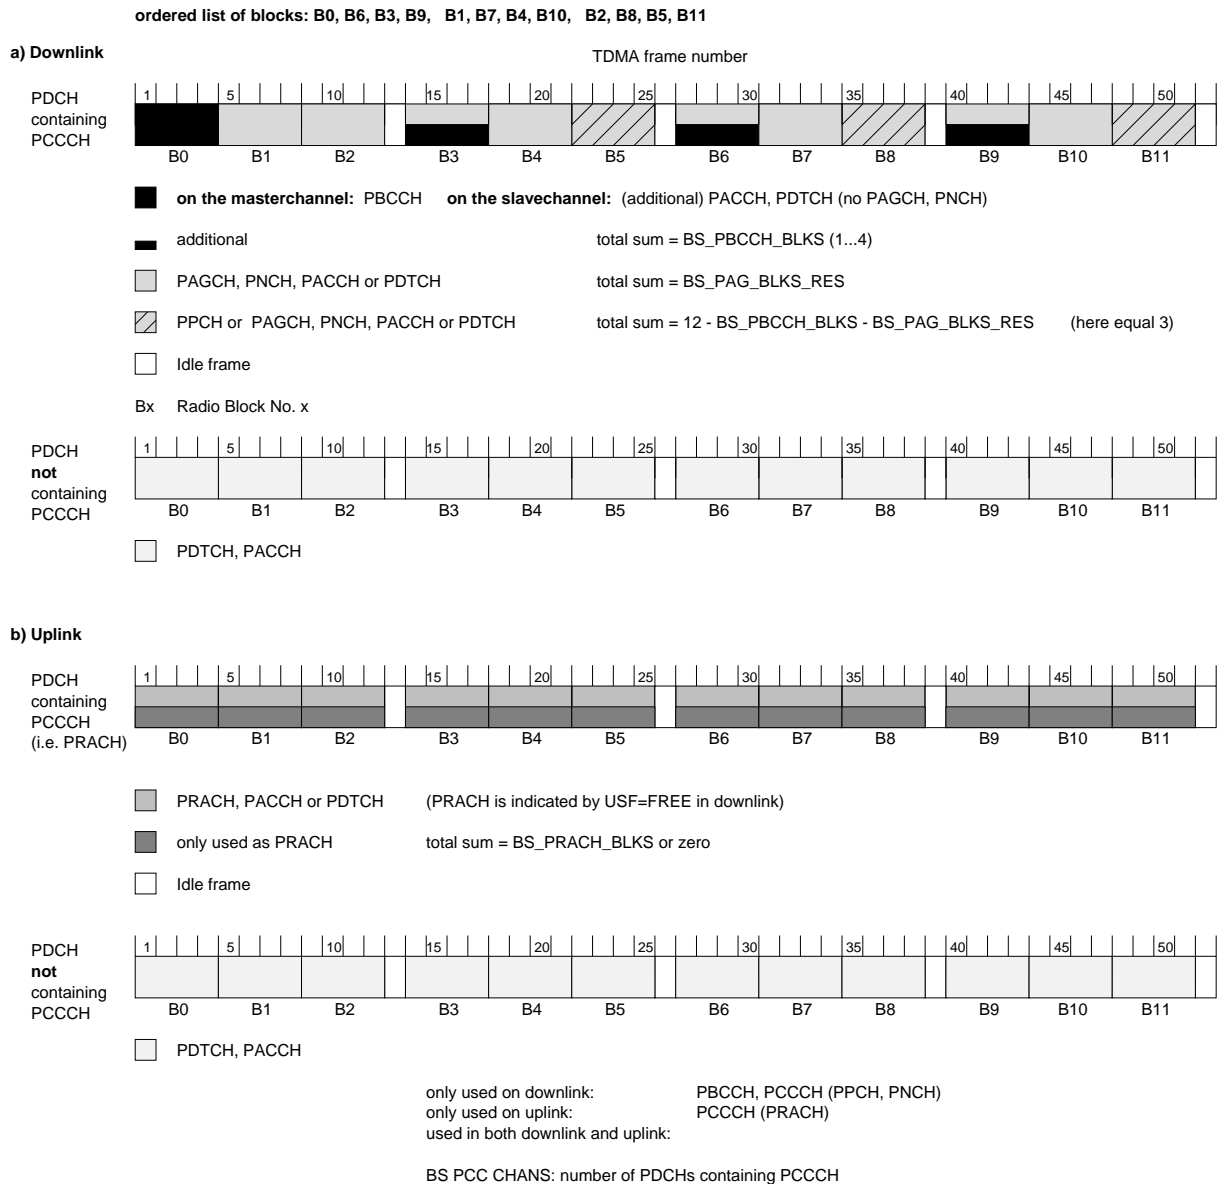 ordered list of blocks: B0, B6, B3, B9, B1, B7, B4, B10, B2, B8, B5, B11
a) Downlink
TDMA frame number
PDCH containing PCCCH
1 5 10 15 20 25 30 35 40 45 50
B0 B1 B2 B3 B4 B5 B6 B7 B8 B9 B10 B11
on the masterchannel: PBCCH on the slavechannel: (additional) PACCH, PDTCH (no PAGCH, PNCH)
additional total sum = BS_PBCCH_BLKS (1...4)
PAGCH, PNCH, PACCH or PDTCH total sum = BS_PAG_BLKS_RES
PPCH or PAGCH, PNCH, PACCH or PDTCH total sum = 12 - BS_PBCCH_BLKS - BS_PAG_BLKS_RES (here equal 3)
Idle frame
Bx Radio Block No. x
PDCH not containing PCCCH
1 5 10 15 20 25 30 35 40 45 50
B0 B1 B2 B3 B4 B5 B6 B7 B8 B9 B10 B11
PDTCH, PACCH
b) Uplink
PDCH containing PCCCH (i.e. PRACH)
1 5 10 15 20 25 30 35 40 45 50
B0 B1 B2 B3 B4 B5 B6 B7 B8 B9 B10 B11
PRACH, PACCH or PDTCH (PRACH is indicated by USF=FREE in downlink)
only used as PRACH total sum = BS_PRACH_BLKS or zero
Idle frame
PDCH not containing PCCCH
1 5 10 15 20 25 30 35 40 45 50
B0 B1 B2 B3 B4 B5 B6 B7 B8 B9 B10 B11
PDTCH, PACCH
only used on downlink: PBCCH, PCCCH (PPCH, PNCH)
only used on uplink: PCCCH (PRACH)
used in both downlink and uplink:
BS PCC CHANS: number of PDCHs containing PCCCH